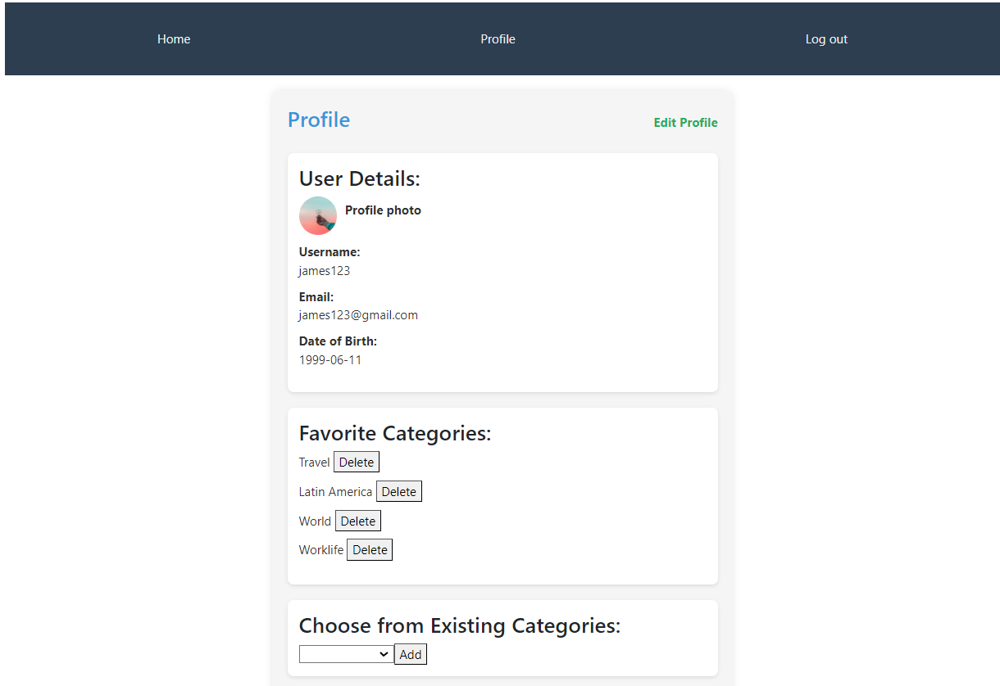 Home Profile Log out
Profile Edit Profile
User Details:
Profile photo
Username:
james123
Email:
james123@gmail.com
Date of Birth:
1999-06-11
Favorite Categories:
Travel Delete
Latin America Delete
World Delete
Worklife Delete
Choose from Existing Categories:
Add